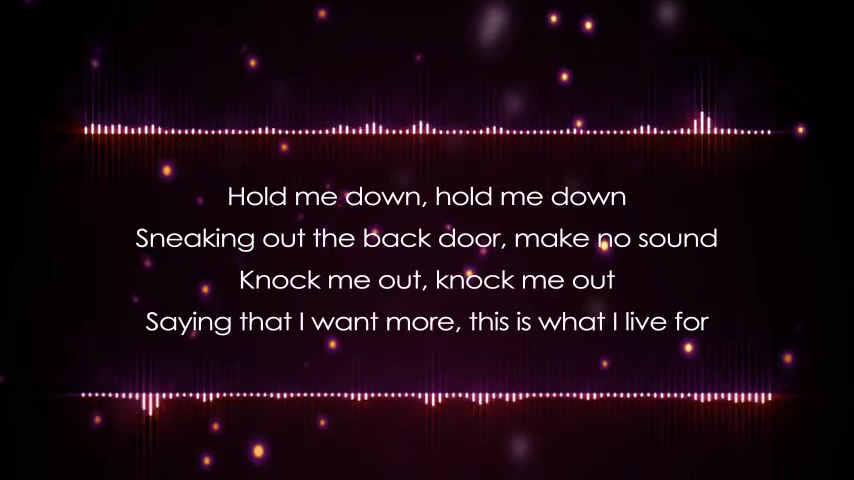 Hold me down, hold me down
Sneaking out the back door, make no sound
Knock me out, knock me out
Saying that I want more, this is what I live for